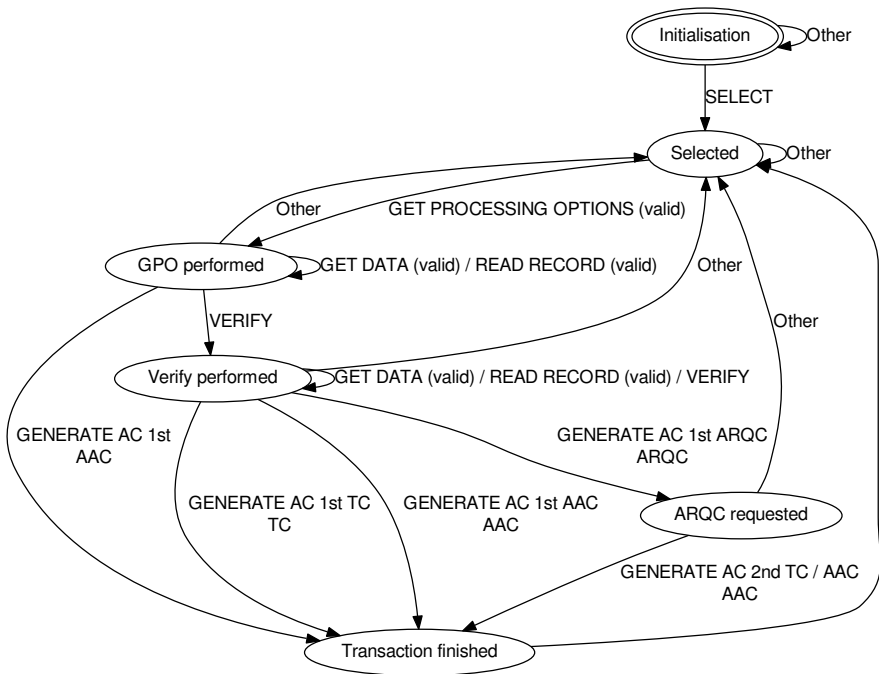 Initialisation
Other
SELECT
Selected
Other
Other
GET PROCESSING OPTIONS (valid)
GPO performed
GET DATA (valid) / READ RECORD (valid)
Other
VERIFY
Other
Verify performed
GET DATA (valid) / READ RECORD (valid) / VERIFY
GENERATE AC 1st
AAC
GENERATE AC 1st ARQC
ARQC
GENERATE AC 1st TC
TC
GENERATE AC 1st AAC
AAC
ARQC requested
GENERATE AC 2nd TC / AAC
AAC
Transaction finished